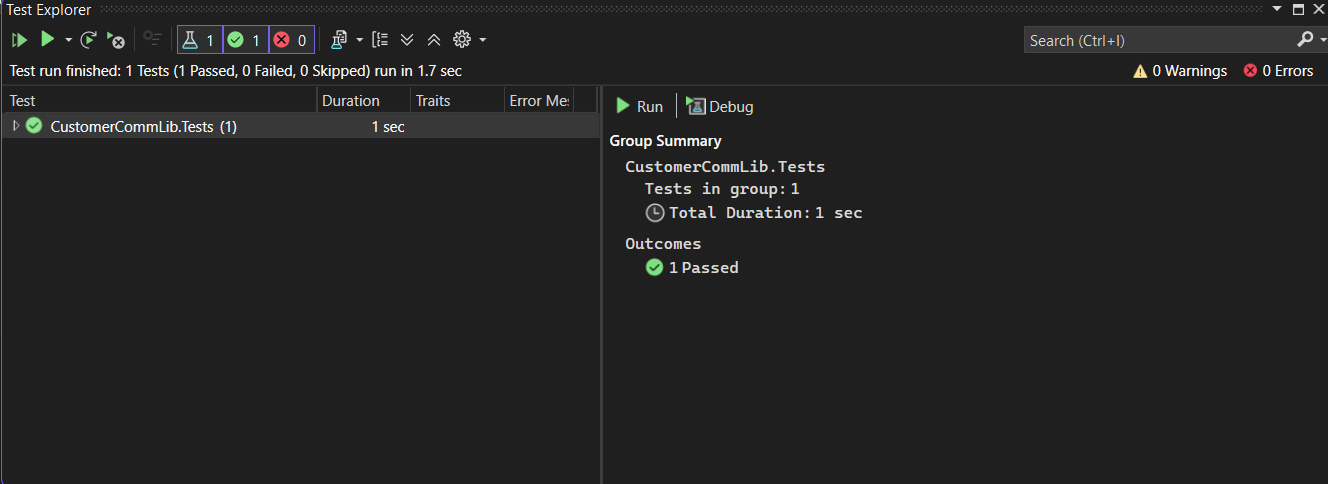 Test Explorer
1 1 0
Search (Ctrl+I)
Test run finished: 1 Tests (1 Passed, 0 Failed, 0 Skipped) run in 1.7 sec
0 Warnings
0 Errors
Test Duration Traits Error Mes
CustomerCommLib.Tests (1) 1 sec
Run Debug
Group Summary
CustomerCommLib.Tests
Tests in group: 1
Total Duration: 1 sec
Outcomes
1 Passed